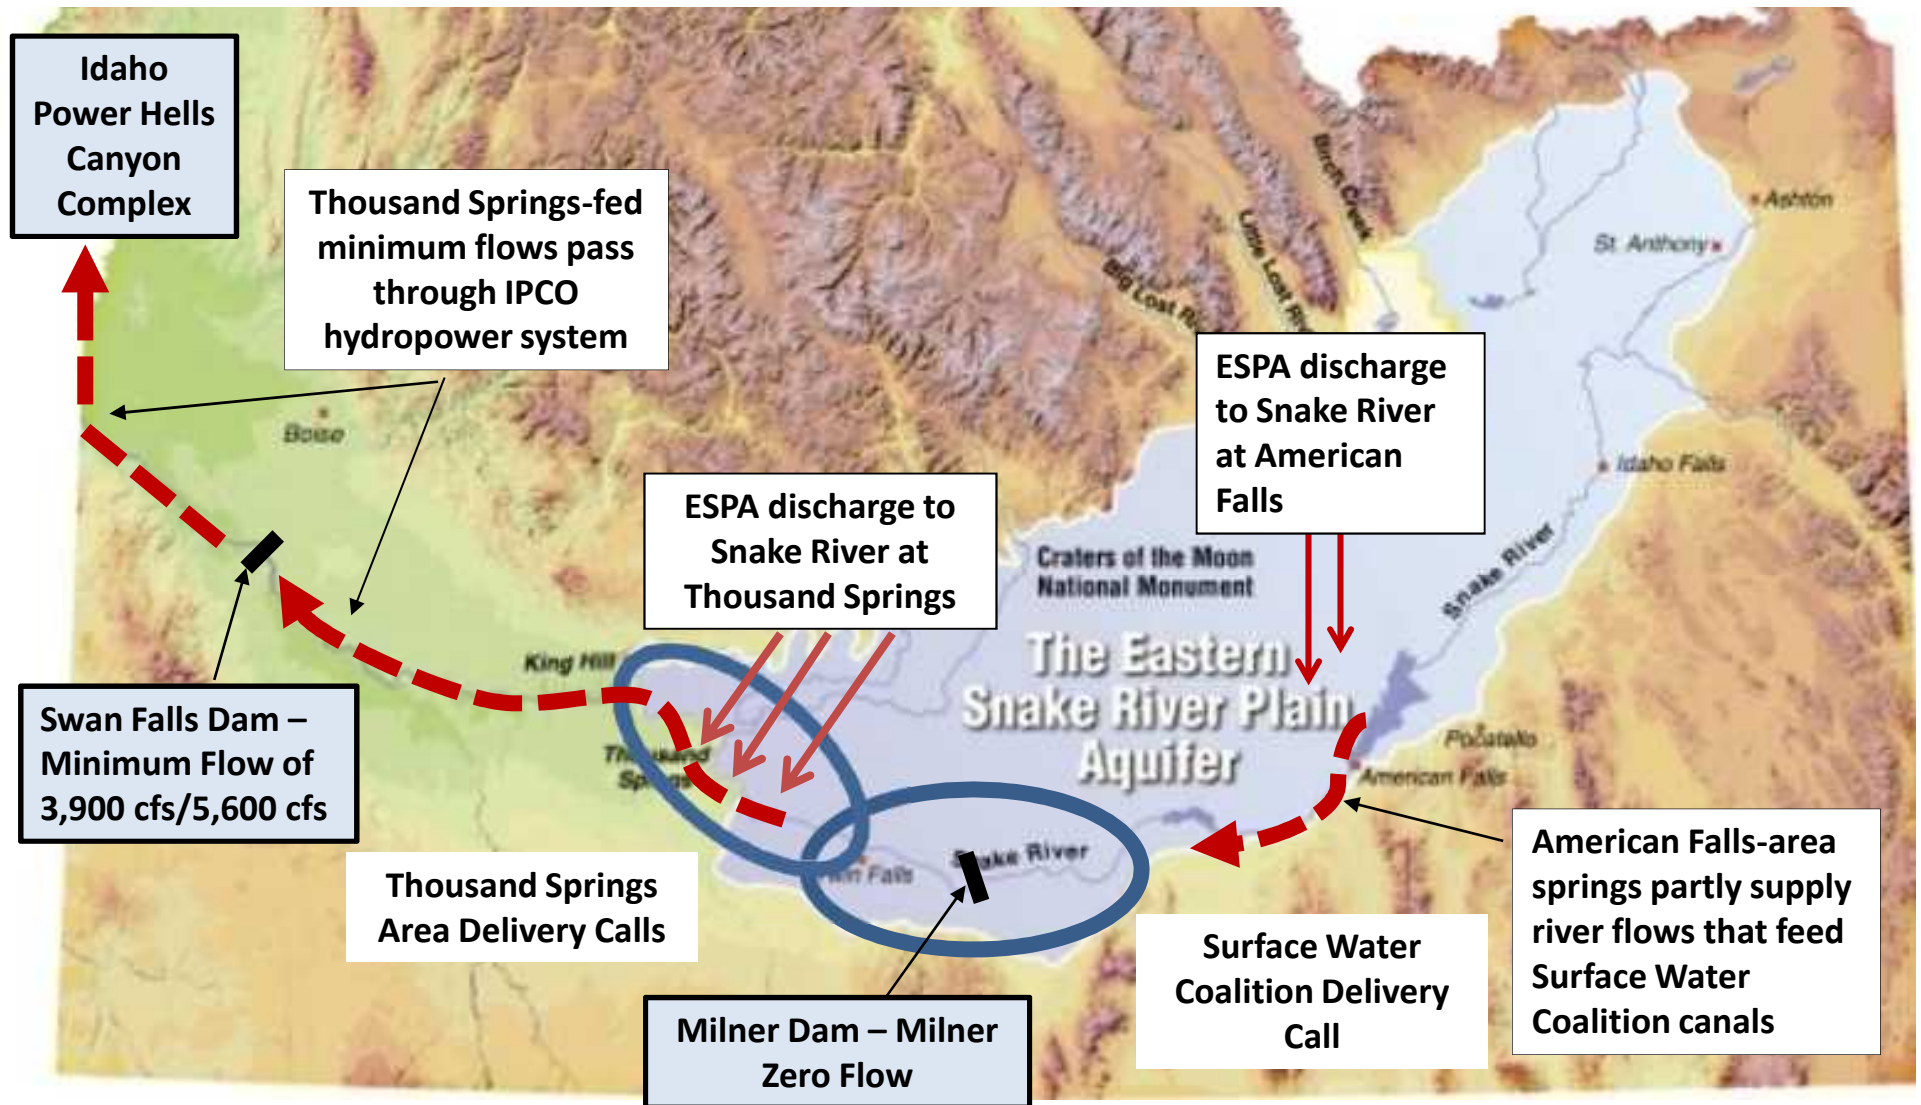 Idaho
Power Hells
Canyon
Complex
Thousand Springs-fed
minimum flows pass
through IPCO
hydropower system
Birch Creek
Ashton
St. Anthony
Little Lost
Big Lost
ESPA discharge
to Snake River
at American
Falls
Boise
Idaho Falls
ESPA discharge to
Snake River at
Thousand Springs
Craters of the Moon
National Monument
Snake River
The Eastern
Snake River Plain
Aquifer
King Hill
Swan Falls Dam –
Minimum Flow of
3,900 cfs/5,600 cfs
Thousand
Springs
Pocatello
American Falls
Snake River
Falls
Thousand Springs
Area Delivery Calls
American Falls-area
springs partly supply
river flows that feed
Surface Water
Coalition canals
Surface Water
Coalition Delivery
Call
Milner Dam – Milner
Zero Flow